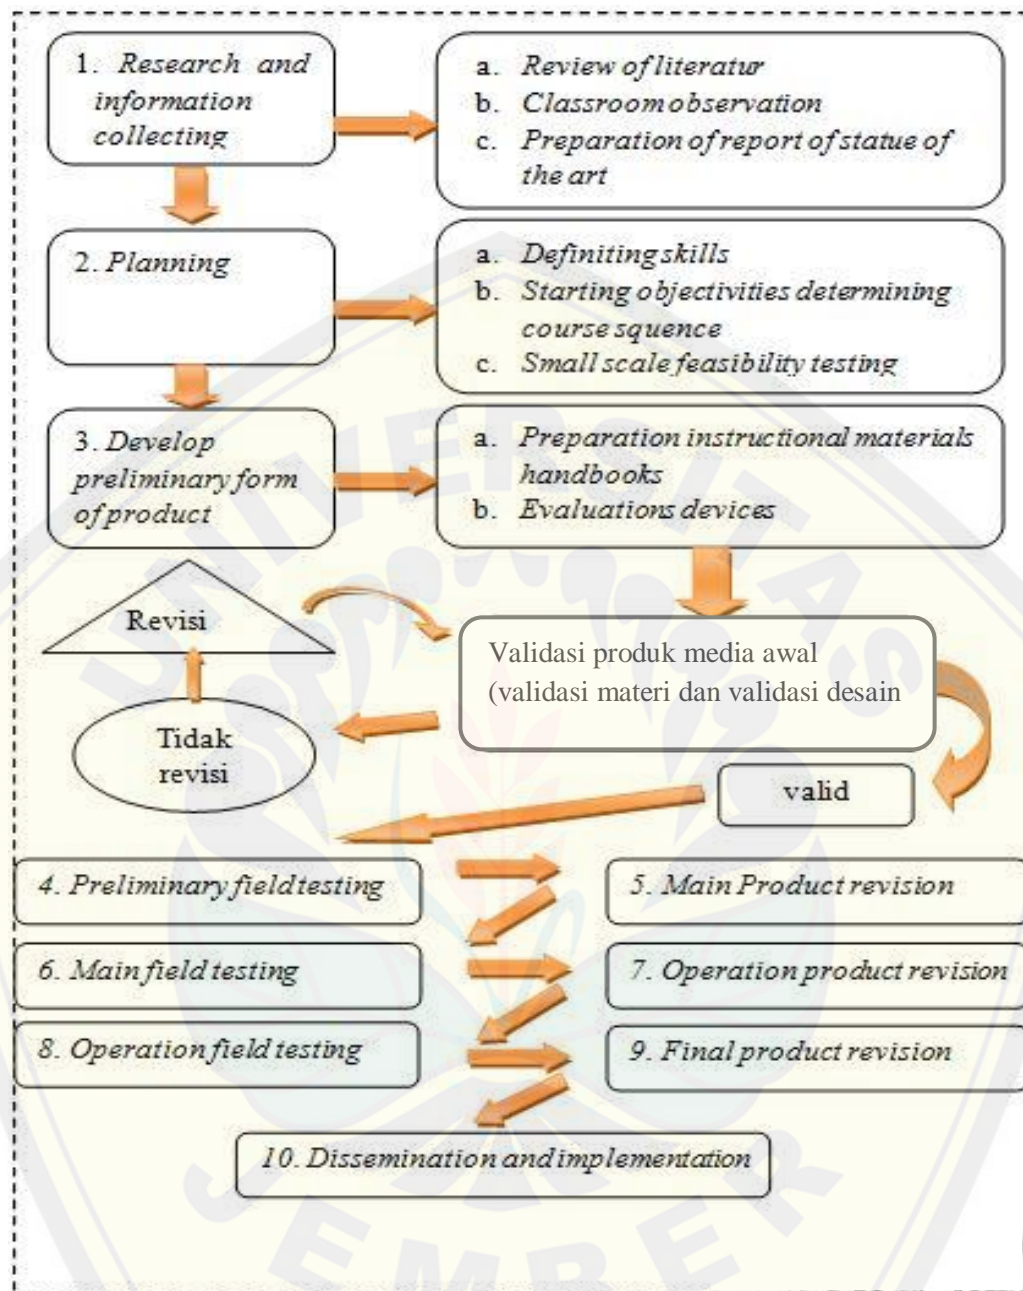 1. Research and
information
collecting
a. Review of literatur
b. Classroom observation
c. Preparation of report of statue of
the art
2. Planning
a. Definiting skills
b. Starting objectivities determining
course squence
c. Small scale feasibility testing
3. Develop
preliminary form
of product
a. Preparation instructional materials
handbooks
b. Evaluations devices
Revisi
Validasi produk media awal
(validasi materi dan validasi desain
Tidak
revisi
valid
4. Preliminary field testing
5. Main Product revision
6. Main field testing
7. Operation product revision
8. Operation field testing
9. Final product revision
10. Dissemination and implementation
UNIVERSITAS
JEMBER